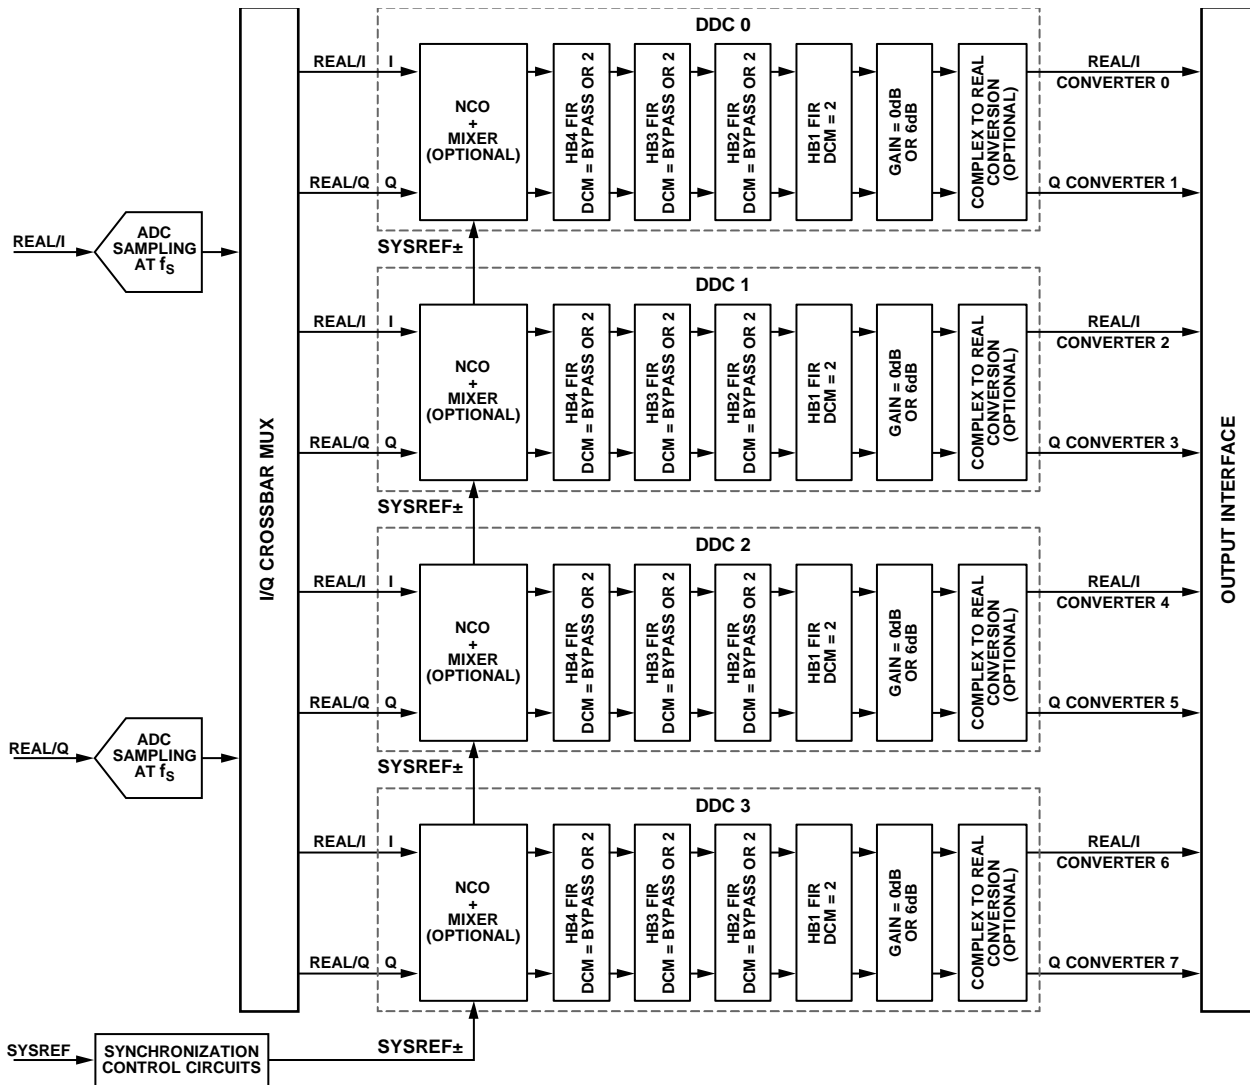 DDC 0
REAL/I I
REAL/Q Q
NCO
+
MIXER
(OPTIONAL)
HB4 FIR
DCM = BYPASS OR 2
HB3 FIR
DCM = BYPASS OR 2
HB2 FIR
DCM = BYPASS OR 2
HB1 FIR
DCM = 2
GAIN = 0dB
OR 6dB
COMPLEX TO REAL
CONVERSION
(OPTIONAL)
REAL/I
CONVERTER 0
Q CONVERTER 1
SYSREF±
REAL/I
ADC
SAMPLING
AT fS
I/Q CROSSBAR MUX
OUTPUT INTERFACE
DDC 1
REAL/I I
REAL/Q Q
NCO
+
MIXER
(OPTIONAL)
HB4 FIR
DCM = BYPASS OR 2
HB3 FIR
DCM = BYPASS OR 2
HB2 FIR
DCM = BYPASS OR 2
HB1 FIR
DCM = 2
GAIN = 0dB
OR 6dB
COMPLEX TO REAL
CONVERSION
(OPTIONAL)
REAL/I
CONVERTER 2
Q CONVERTER 3
SYSREF±
DDC 2
REAL/I I
REAL/Q Q
NCO
+
MIXER
(OPTIONAL)
HB4 FIR
DCM = BYPASS OR 2
HB3 FIR
DCM = BYPASS OR 2
HB2 FIR
DCM = BYPASS OR 2
HB1 FIR
DCM = 2
GAIN = 0dB
OR 6dB
COMPLEX TO REAL
CONVERSION
(OPTIONAL)
REAL/I
CONVERTER 4
Q CONVERTER 5
REAL/Q
ADC
SAMPLING
AT fS
SYSREF±
DDC 3
REAL/I I
REAL/Q Q
NCO
+
MIXER
(OPTIONAL)
HB4 FIR
DCM = BYPASS OR 2
HB3 FIR
DCM = BYPASS OR 2
HB2 FIR
DCM = BYPASS OR 2
HB1 FIR
DCM = 2
GAIN = 0dB
OR 6dB
COMPLEX TO REAL
CONVERSION
(OPTIONAL)
REAL/I
CONVERTER 6
Q CONVERTER 7
SYSREF
SYNCHRONIZATION
CONTROL CIRCUITS
SYSREF±